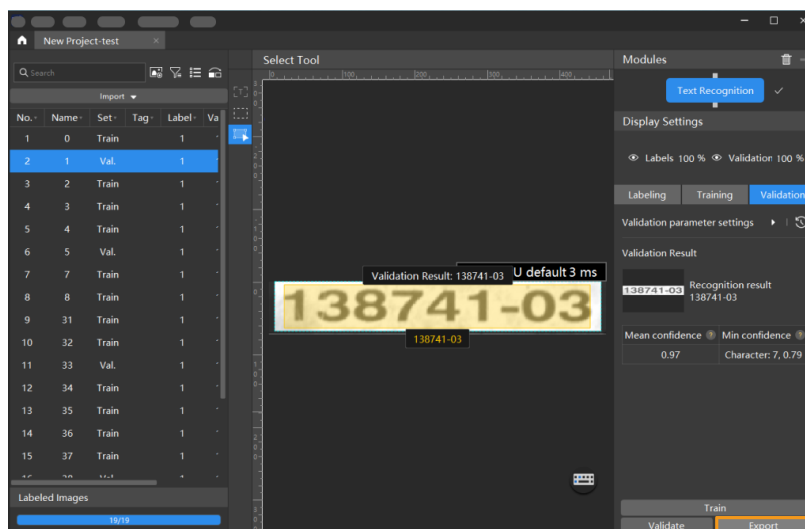 New Project-test
Search
Import
No. Name Set Tag Label Va
1 0 Train 1
2 1 Val. 1
3 2 Train 1
4 3 Train 1
5 4 Train 1
6 5 Val. 1
7 7 Train 1
8 8 Train 1
9 31 Train 1
10 32 Train 1
11 33 Val. 1
12 34 Train 1
13 35 Train 1
14 36 Train 1
15 37 Train 1
Labeled Images
19/19
Select Tool
0 100 200 300 400
U default 3 ms
Validation Result: 138741-03
138741-03
138741-03
Modules
Text Recognition
Display Settings
Labels 100 % Validation 100 %
Labeling Training Validation
Validation parameter settings
Validation Result
138741-03
Recognition result
138741-03
Mean confidence ? Min confidence ?
0.97 Character: 7, 0.79
Train
Validate Export